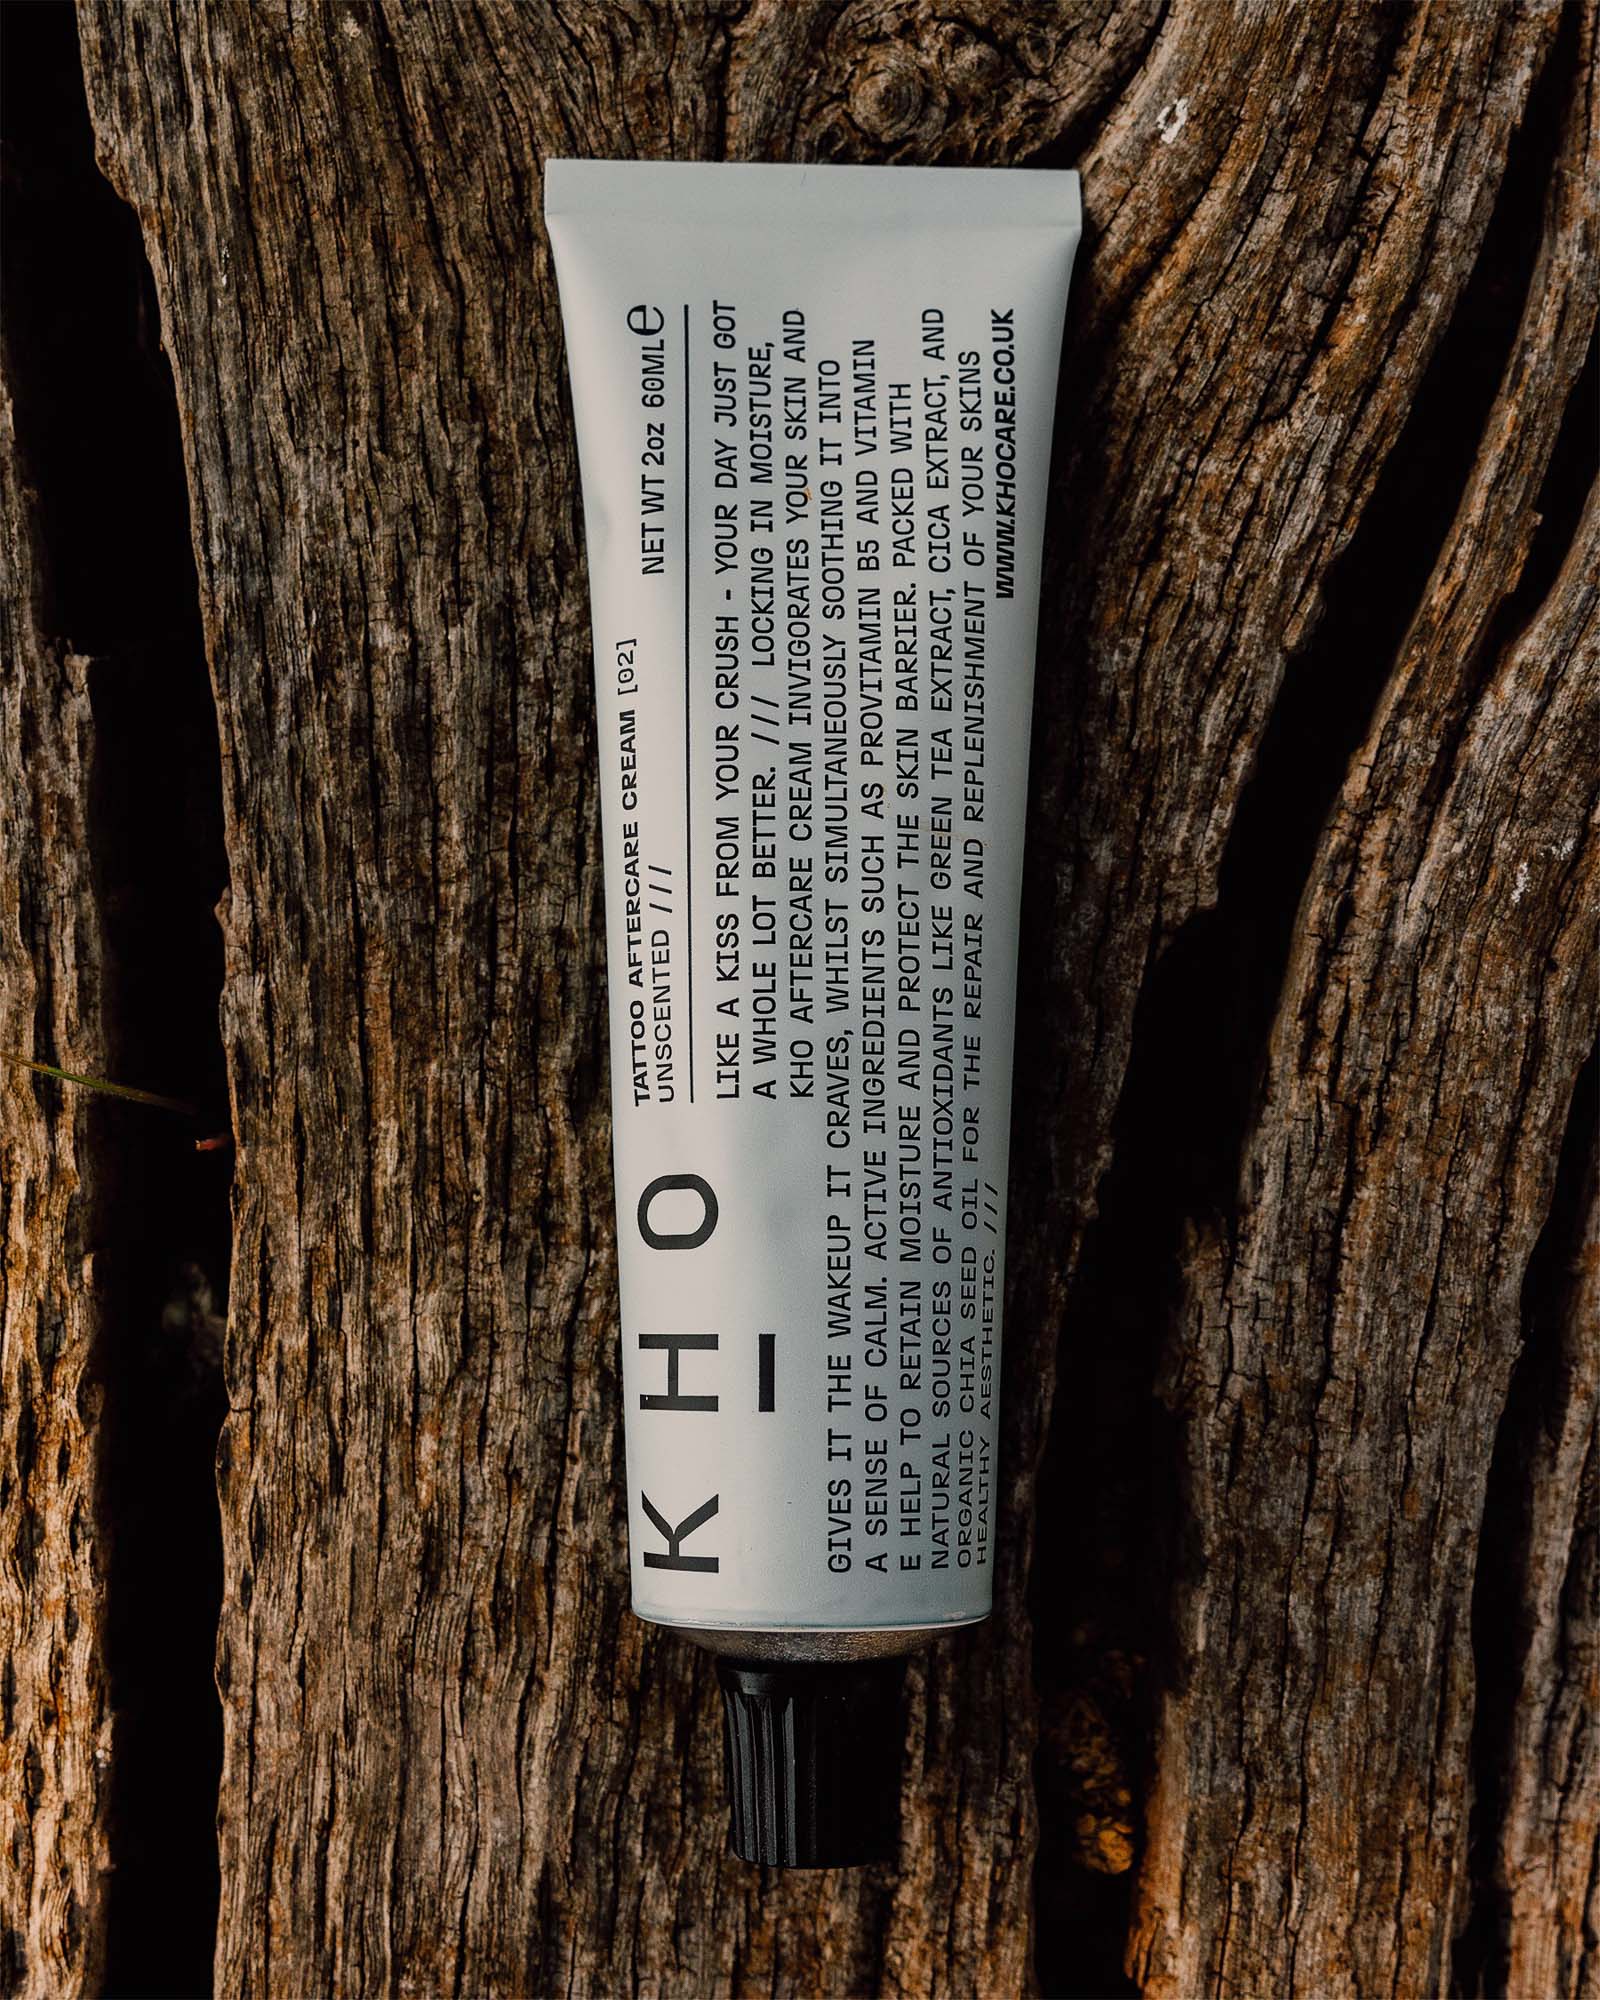 KHO
TATTOO AFTERCARE CREAM [02]
UNSCENTED ///
NET WT 2oz 60MLe
LIKE A KISS FROM YOUR CRUSH - YOUR DAY JUST GOT
A WHOLE LOT BETTER. /// LOCKING IN MOISTURE,
KHO AFTERCARE CREAM INVIGORATES YOUR SKIN AND
GIVES IT THE WAKEUP IT CRAVES, WHILST SIMULTANEOUSLY SOOTHING IT INTO
A SENSE OF CALM. ACTIVE INGREDIENTS SUCH AS PROVITAMIN B5 AND VITAMIN
E HELP TO RETAIN MOISTURE AND PROTECT THE SKIN BARRIER. PACKED WITH
NATURAL SOURCES OF ANTIOXIDANTS LIKE GREEN TEA EXTRACT, CICA EXTRACT, AND
ORGANIC CHIA SEED OIL FOR THE REPAIR AND REPLENISHMENT OF YOUR SKINS
HEALTHY AESTHETIC. ///
WWW.KHOCARE.CO.UK